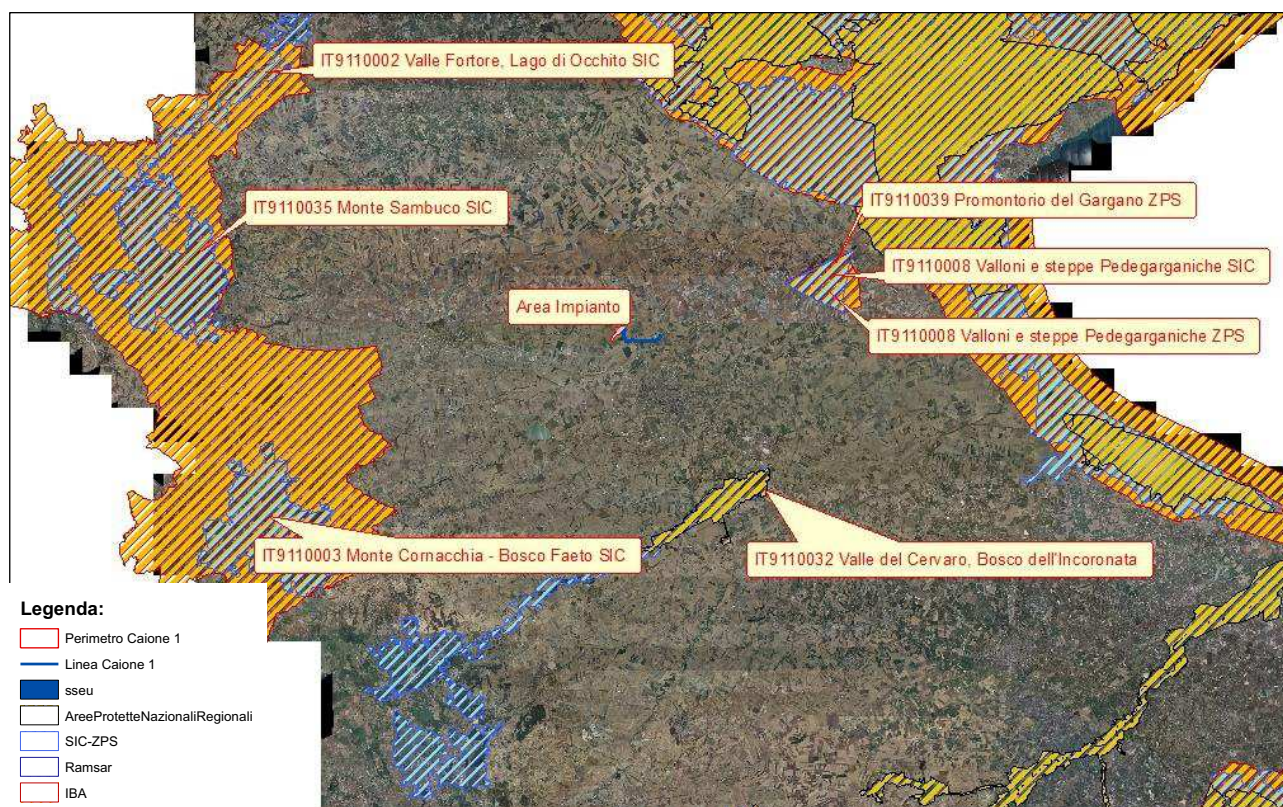 IT9110002 Valle Fortore, Lago di Occhito SIC
IT9110035 Monte Sambuco SIC
IT9110039 Promontorio del Gargano ZPS
IT9110008 Valloni e steppe Pedegarganiche SIC
Area Impianto
IT9110008 Valloni e steppe Pedegarganiche ZPS
IT9110003 Monte Cornacchia - Bosco Faeto SIC
IT9110032 Valle del Cervaro, Bosco dell'Incoronata
Legenda:
Perimetro Caione 1
Linea Caione 1
sseu
AreeProtetteNazionaliRegionali
SIC-ZPS
Ramsar
IBA